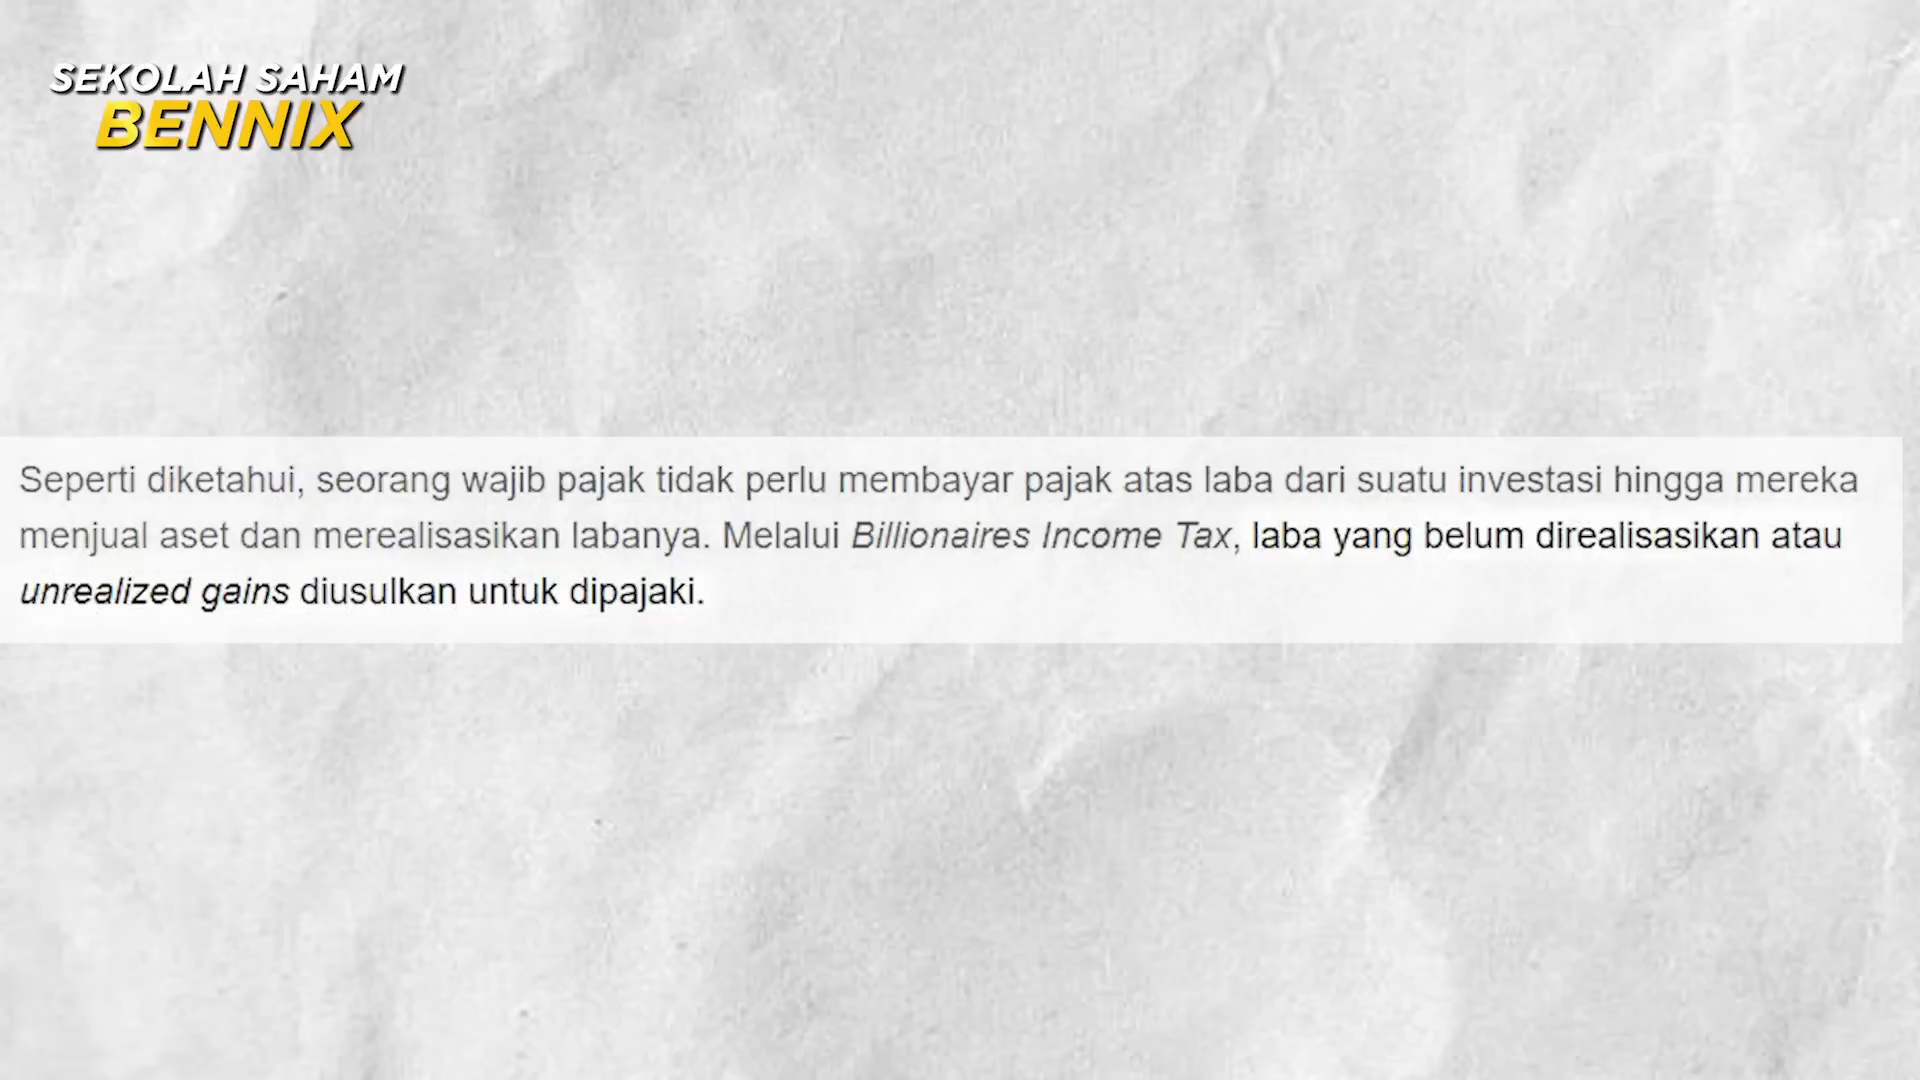 SEKOLAH SAHAM
BENNIX
Seperti diketahui, seorang wajib pajak tidak perlu membayar pajak atas laba dari suatu investasi hingga mereka
menjual aset dan merealisasikan labanya. Melalui Billionaires Income Tax, laba yang belum direalisasikan atau
unrealized gains diusulkan untuk dipajaki.